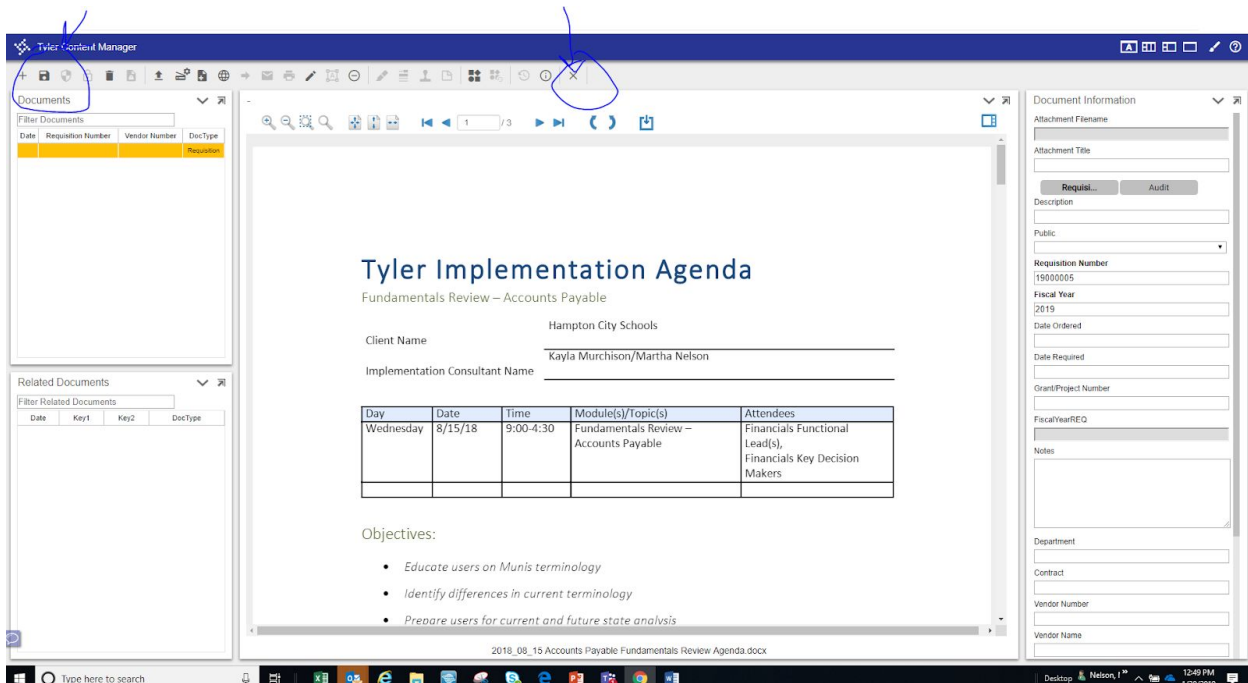 Tyler Content Manager
Documents
Filter Documents
Date Requisition Number Vendor Number DocType
Requisition
Related Documents
Filter Related Documents
Date Key1 Key2 DocType
-
1 /3
Tyler Implementation Agenda
Fundamentals Review – Accounts Payable
Hampton City Schools
Client Name
Kayla Murchison/Martha Nelson
Implementation Consultant Name
Day Date Time Module(s)/Topic(s) Attendees
Wednesday 8/15/18 9:00-4:30 Fundamentals Review – Financials Functional
Accounts Payable Lead(s),
Financials Key Decision
Makers
Objectives:
• Educate users on Munis terminology
• Identify differences in current terminology
• Prepare users for current and future state analysis
2018_08_15 Accounts Payable Fundamentals Review Agenda.docx
Document Information
Attachment Filename
Attachment Title
Requisi... Audit
Description
Public
Requisition Number
19000005
Fiscal Year
2019
Date Ordered
Date Required
Grant/Project Number
FiscalYearREQ
Notes
Department
Contract
Vendor Number
Vendor Name
Type here to search
Desktop Nelson, 12:49 PM